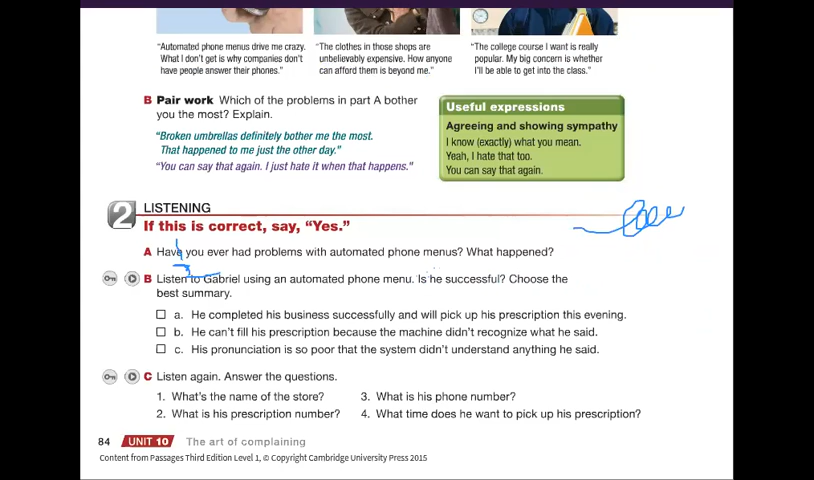 "Automated phone menus drive me crazy.
What I don't get is why companies don't
have people answer their phones."
"The clothes in those shops are
unbelievably expensive. How anyone
can afford them is beyond me."
"The college course I want is really
popular. My big concern is whether
I'll be able to get into the class."
B Pair work Which of the problems in part A bother
you the most? Explain.
"Broken umbrellas definitely bother me the most.
That happened to me just the other day."
"You can say that again. I just hate it when that happens."
Useful expressions
Agreeing and showing sympathy
I know (exactly) what you mean.
Yeah, I hate that too.
You can say that again.
2 LISTENING
If this is correct, say, "Yes."
A Have you ever had problems with automated phone menus? What happened?
B Listen to Gabriel using an automated phone menu. Is he successful? Choose the
best summary.
a. He completed his business successfully and will pick up his prescription this evening.
b. He can't fill his prescription because the machine didn't recognize what he said.
c. His pronunciation is so poor that the system didn't understand anything he said.
C Listen again. Answer the questions.
1. What's the name of the store?
2. What is his prescription number?
3. What is his phone number?
4. What time does he want to pick up his prescription?
84 UNIT 10 The art of complaining
Content from Passages Third Edition Level 1, © Copyright Cambridge University Press 2015